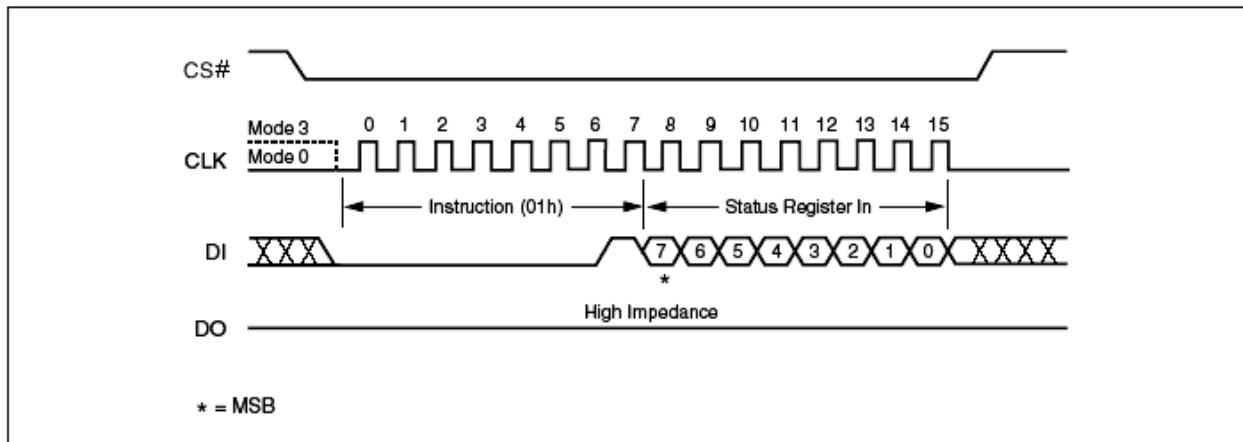 CS#
Mode 3 0 1 2 3 4 5 6 7 8 9 10 11 12 13 14 15
Mode 0
CLK
Instruction (01h) Status Register In
DI 7 6 5 4 3 2 1 0
*
High Impedance
DO
* = MSB